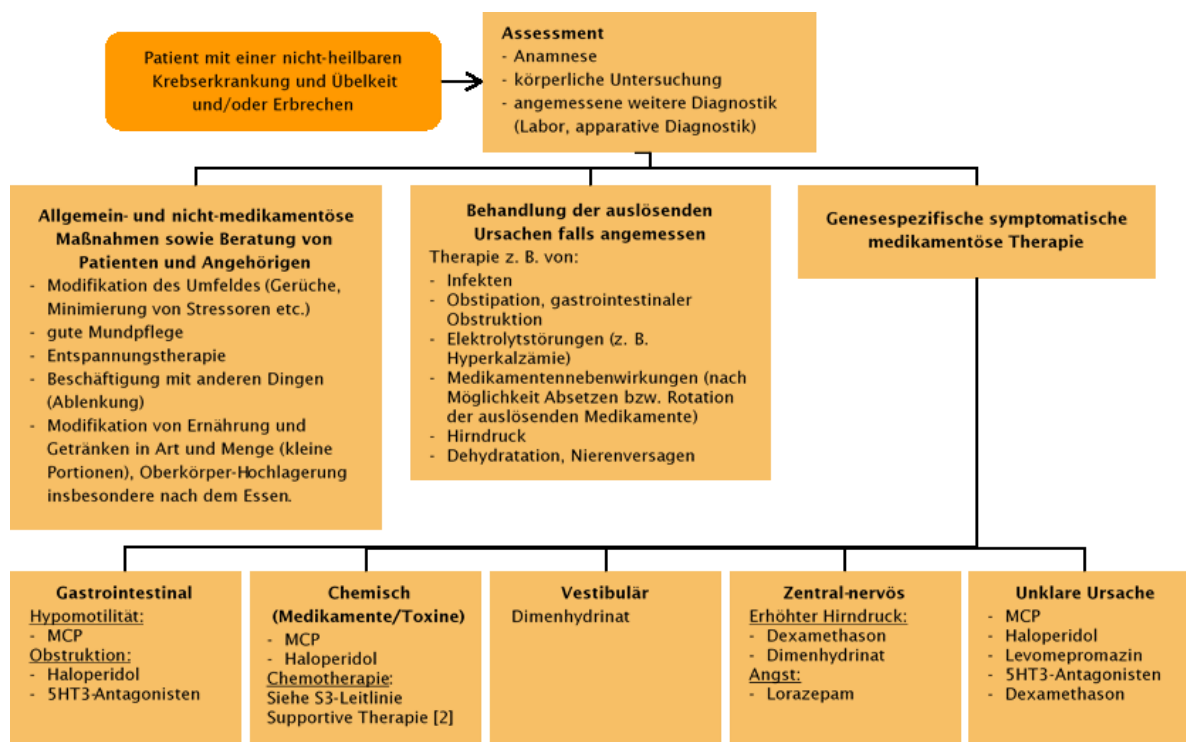 Patient mit einer nicht-heilbaren
Krebserkrankung und Übelkeit
und/oder Erbrechen
Assessment
- Anamnese
- körperliche Untersuchung
- angemessene weitere Diagnostik
(Labor, apparative Diagnostik)
Allgemein- und nicht-medikamentöse
Maßnahmen sowie Beratung von
Patienten und Angehörigen
- Modifikation des Umfeldes (Gerüche,
Minimierung von Stressoren etc.)
- gute Mundpflege
- Entspannungstherapie
- Beschäftigung mit anderen Dingen
(Ablenkung)
- Modifikation von Ernährung und
Getränken in Art und Menge (kleine
Portionen), Oberkörper-Hochlagerung
insbesondere nach dem Essen.
Behandlung der auslösenden
Ursachen falls angemessen
Therapie z. B. von:
- Infekten
- Obstipation, gastrointestinaler
Obstruktion
- Elektrolytstörungen (z. B.
Hyperkalzämie)
- Medikamentennebenwirkungen (nach
Möglichkeit Absetzen bzw. Rotation
der auslösenden Medikamente)
- Hirndruck
- Dehydratation, Nierenversagen
Genesespezifische symptomatische
medikamentöse Therapie
Gastrointestinal
Hypomotilität:
- MCP
Obstruktion:
- Haloperidol
- 5HT3-Antagonisten
Chemisch
(Medikamente/Toxine)
- MCP
- Haloperidol
Chemotherapie:
Siehe S3-Leitlinie
Supportive Therapie [2]
Vestibulär
Dimenhydrinat
Zentral-nervös
Erhöhter Hirndruck:
- Dexamethason
- Dimenhydrinat
Angst:
- Lorazepam
Unklare Ursache
- MCP
- Haloperidol
- Levomepromazin
- 5HT3-Antagonisten
- Dexamethason